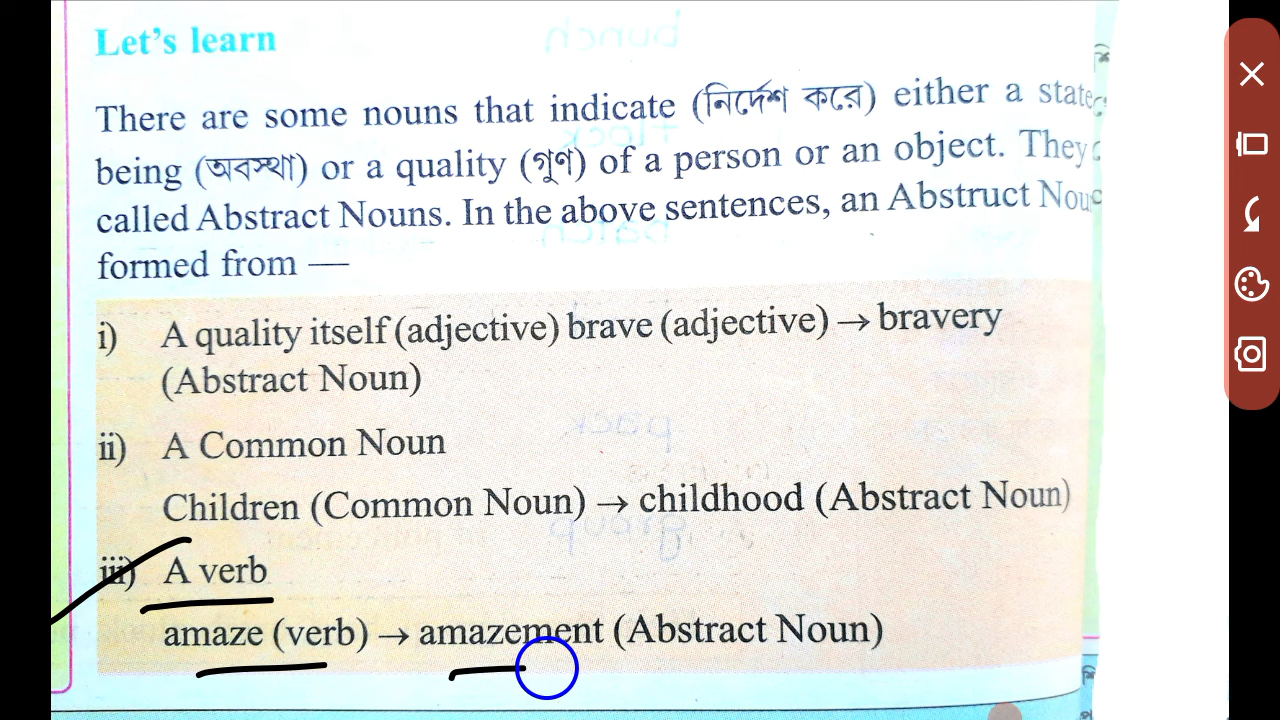 Let's learn
There are some nouns that indicate (নির্দেশ করে) either a state
being (অবস্থা) or a quality (গুণ) of a person or an object. They
called Abstract Nouns. In the above sentences, an Abstruct Nou
formed from —
i) A quality itself (adjective) brave (adjective) → bravery
(Abstract Noun)
ii) A Common Noun
Children (Common Noun) → childhood (Abstract Noun)
iii) A verb
amaze (verb) → amazement (Abstract Noun)